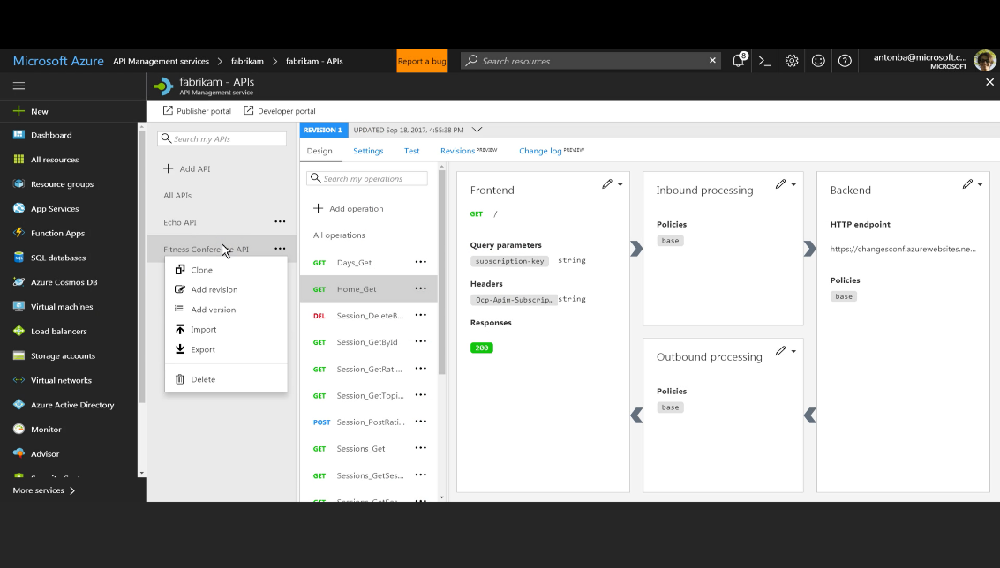 Microsoft Azure API Management services > fabrikam > fabrikam - APIs Report a bug Search resources 8 antonba@microsoft.c...
MICROSOFT
fabrikam - APIs
API Management service
New
Dashboard
All resources
Resource groups
App Services
Function Apps
SQL databases
Azure Cosmos DB
Virtual machines
Load balancers
Storage accounts
Virtual networks
Azure Active Directory
Monitor
Advisor
More services >
Publisher portal Developer portal
Search my APIs
Add API
All APIs
Echo API
Fitness Conference API
Clone
Add revision
Add version
Import
Export
Delete
REVISION 1 UPDATED Sep 18, 2017, 4:55:38 PM
Design Settings Test Revisions PREVIEW Change log PREVIEW
Search my operations
Add operation
All operations
GET Days_Get
GET Home_Get
DEL Session_DeleteB...
GET Session_GetById
GET Session_GetRati...
GET Session_GetTopi...
POST Session_PostRati...
GET Sessions_Get
GET Sessions_GetSes...
GET Sessions_GetSes...
Frontend
GET /
Query parameters
subscription-key string
Headers
Ocp-Apim-Subscrip... string
Responses
200
Inbound processing
Policies
base
Outbound processing
Policies
base
Backend
HTTP endpoint
https://changesconf.azurewebsites.ne...
Policies
base